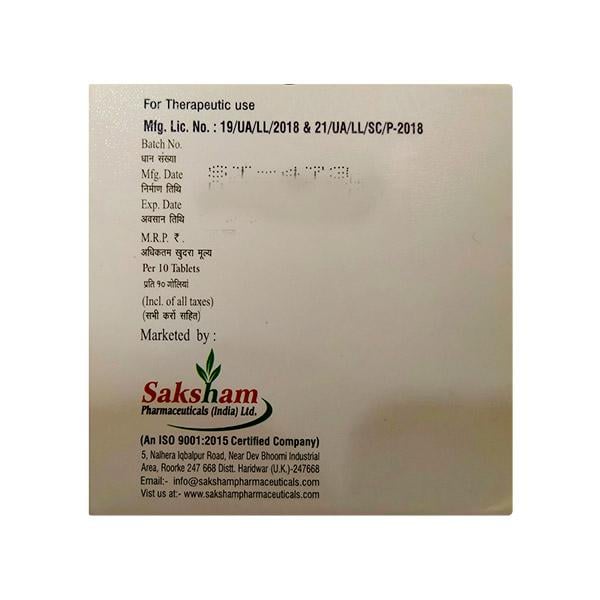 For Therapeutic use
Mfg. Lic. No. : 19/UA/LL/2018 & 21/UA/LL/SC/P-2018
Batch No.
धान संख्या
Mfg. Date
निर्माण तिथि
Exp. Date
अवसान तिथि
M.R.P. ₹ .
अधिकतम खुदरा मूल्य
Per 10 Tablets
प्रति १० गोलियां
(Incl. of all taxes)
(सभी करों सहित)
Marketed by :
Saksham
Pharmaceuticals (India) Ltd.
(An ISO 9001:2015 Certified Company)
5, Nalhera Iqbalpur Road, Near Dev Bhoomi Industrial
Area, Roorke 247 668 Distt. Haridwar (U.K.)-247668
Email:- info@sakshampharmaceuticals.com
Vist us at:- www.sakshampharmaceuticals.com